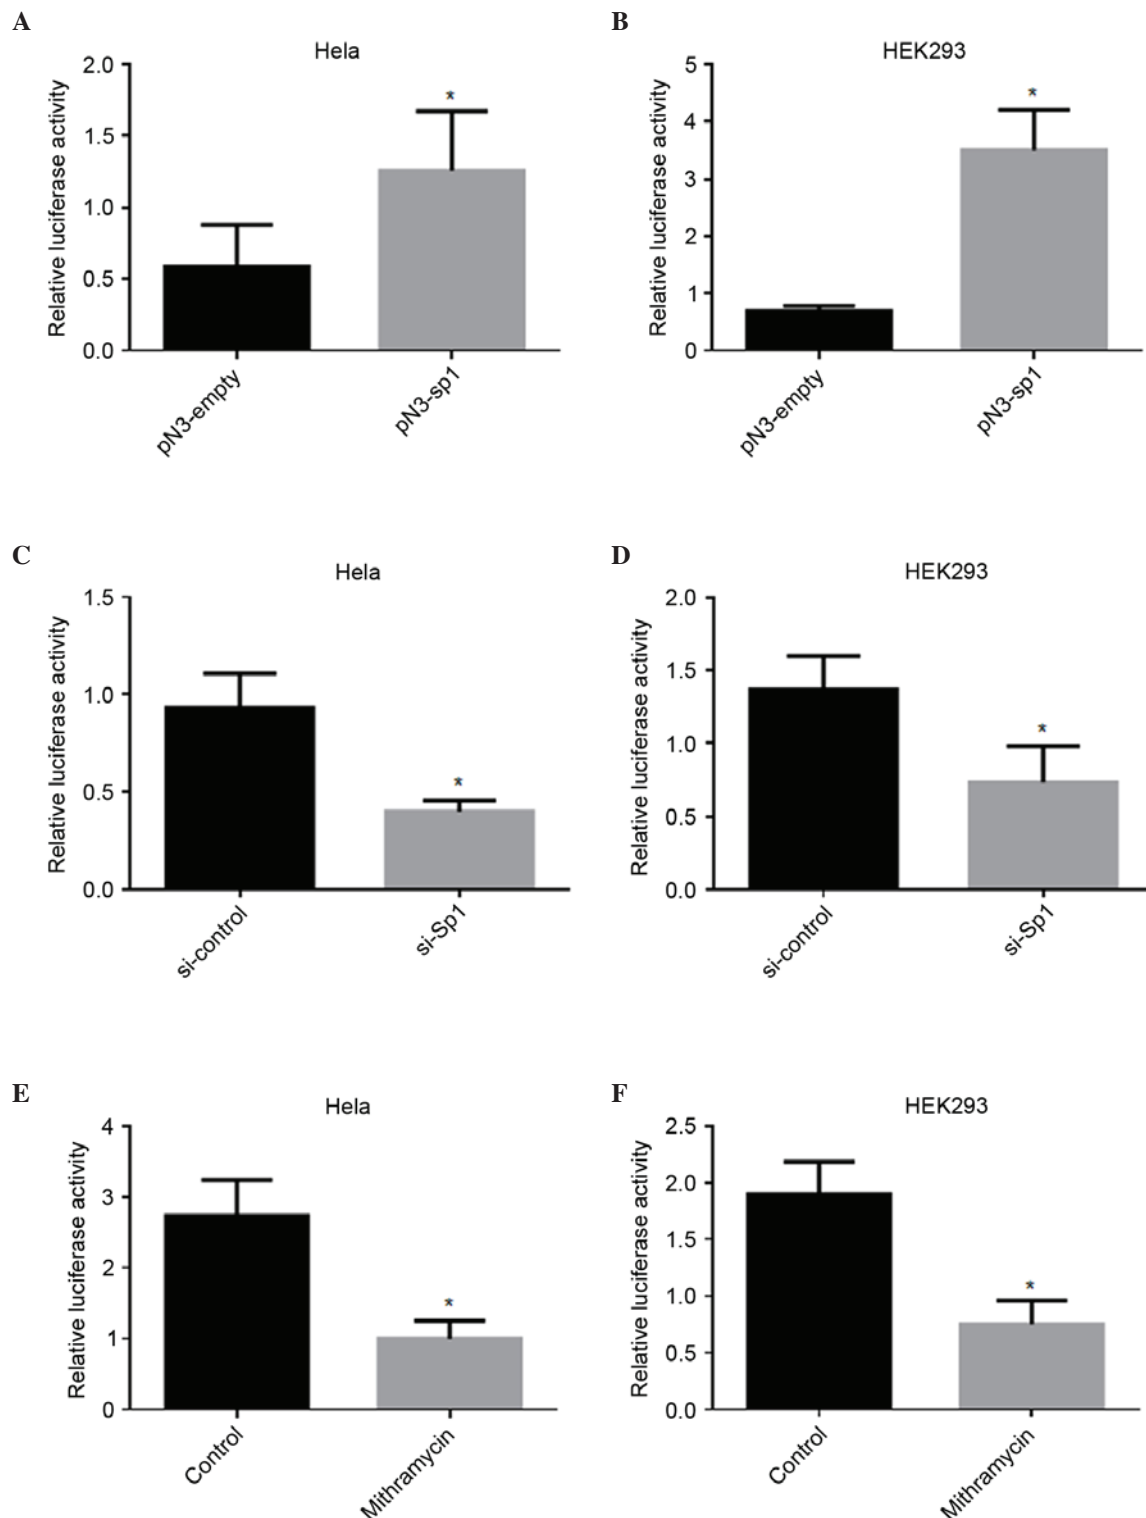 A
Hela
Relative luciferase activity
2.0
1.5
1.0
0.5
0.0
*
pN3-empty
pN3-sp1
B
HEK293
Relative luciferase activity
5
4
3
2
1
0
*
pN3-empty
pN3-sp1
C
Hela
Relative luciferase activity
1.5
1.0
0.5
0.0
*
si-control
si-Sp1
D
HEK293
Relative luciferase activity
2.0
1.5
1.0
0.5
0.0
*
si-control
si-Sp1
E
Hela
Relative luciferase activity
4
3
2
1
0
*
Control
Mithramycin
F
HEK293
Relative luciferase activity
2.5
2.0
1.5
1.0
0.5
0.0
*
Control
Mithramycin